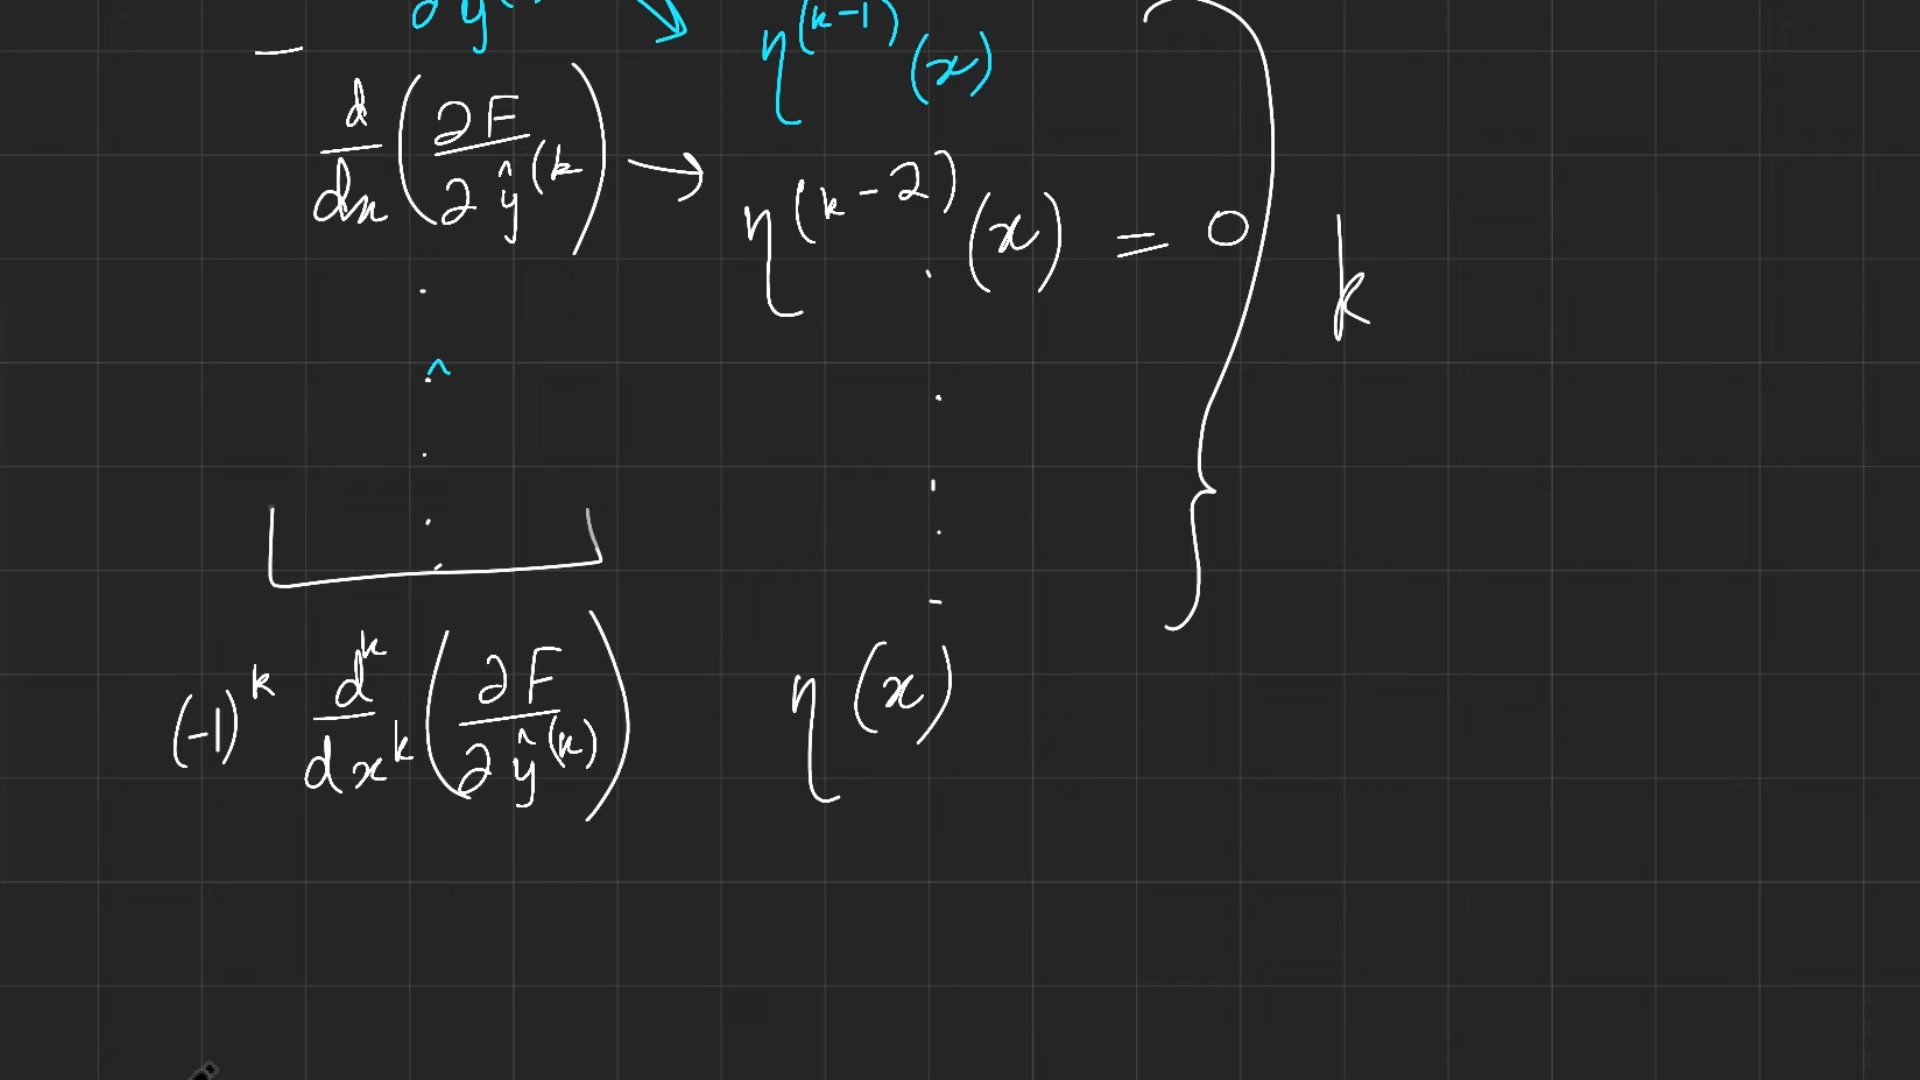 ∂y(
η^(k-1) (x)
− d/dx (∂F/∂ŷ^(k) → η^(k-2) (x) = 0
k
(-1)^k d^k/dx^k (∂F/∂ŷ^(k)) η(x)